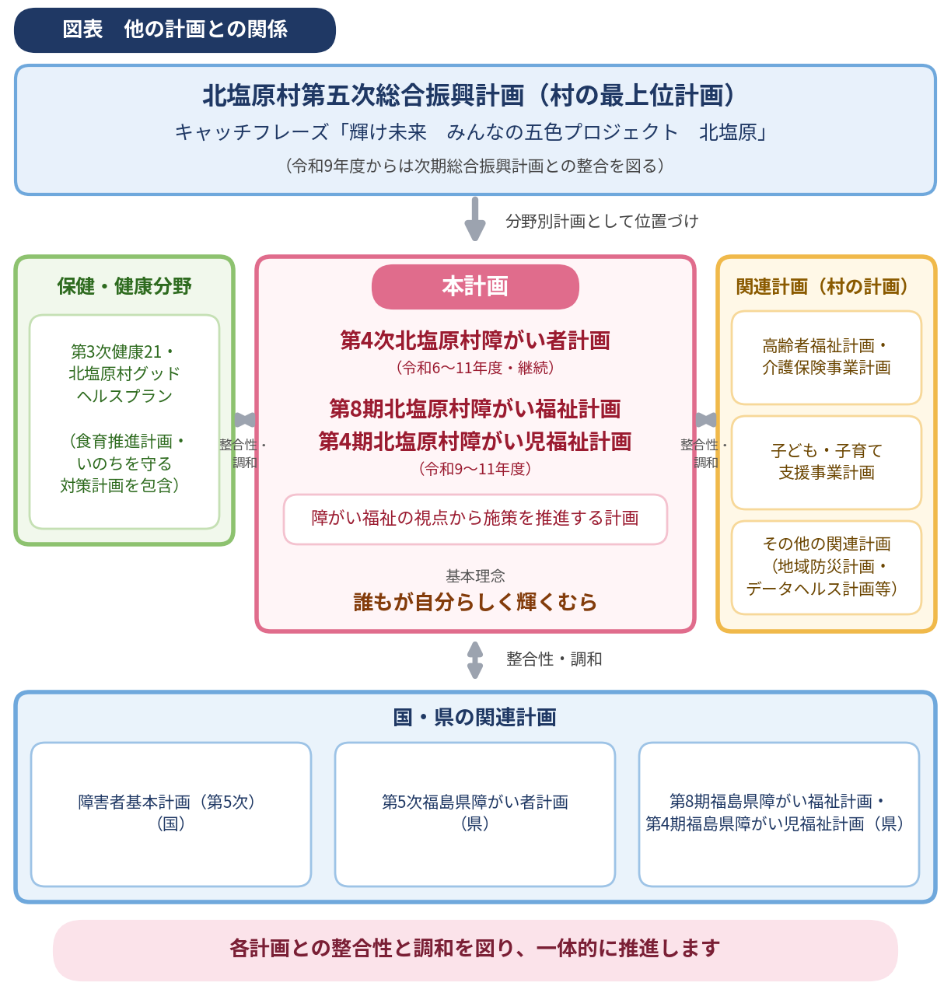 図表　他の計画との関係
北塩原村第五次総合振興計画（村の最上位計画）
キャッチフレーズ「輝け未来　みんなの五色プロジェクト　北塩原」
（令和9年度からは次期総合振興計画との整合を図る）
分野別計画として位置づけ
保健・健康分野
第3次健康21・
北塩原村グッド
ヘルスプラン
（食育推進計画・
いのちを守る
対策計画を包含）
整合性・
調和
本計画
第4次北塩原村障がい者計画
（令和6～11年度・継続）
第8期北塩原村障がい福祉計画
第4期北塩原村障がい児福祉計画
（令和9～11年度）
障がい福祉の視点から施策を推進する計画
基本理念
誰もが自分らしく輝くむら
整合性・
調和
関連計画（村の計画）
高齢者福祉計画・
介護保険事業計画
子ども・子育て
支援事業計画
その他の関連計画
（地域防災計画・
データヘルス計画等）
整合性・調和
国・県の関連計画
障害者基本計画（第5次）
（国）
第5次福島県障がい者計画
（県）
第8期福島県障がい福祉計画・
第4期福島県障がい児福祉計画（県）
各計画との整合性と調和を図り、一体的に推進します